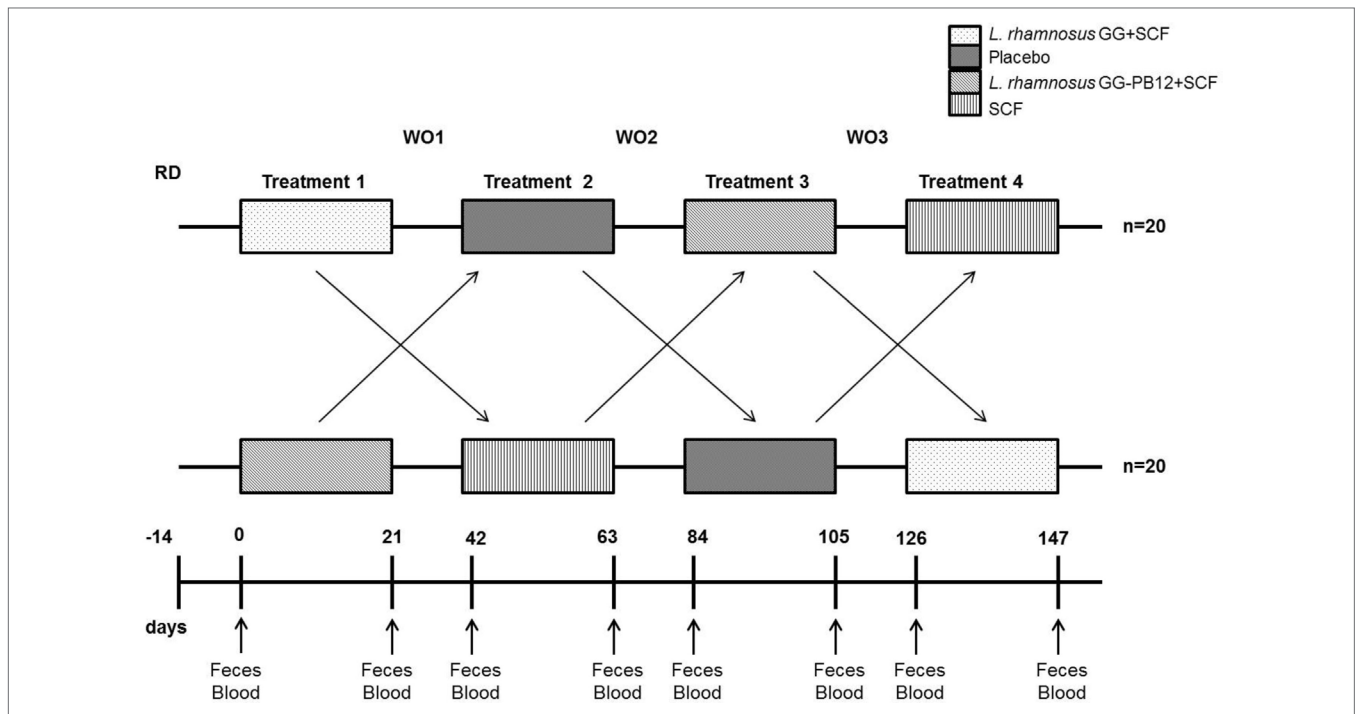 L. rhamnosus GG+SCF
Placebo
L. rhamnosus GG-PB12+SCF
SCF
WO1 WO2 WO3
RD
Treatment 1 Treatment 2 Treatment 3 Treatment 4
n=20
n=20
-14 0 21 42 63 84 105 126 147
days
Feces Feces Feces Feces Feces Feces Feces Feces
Blood Blood Blood Blood Blood Blood Blood Blood